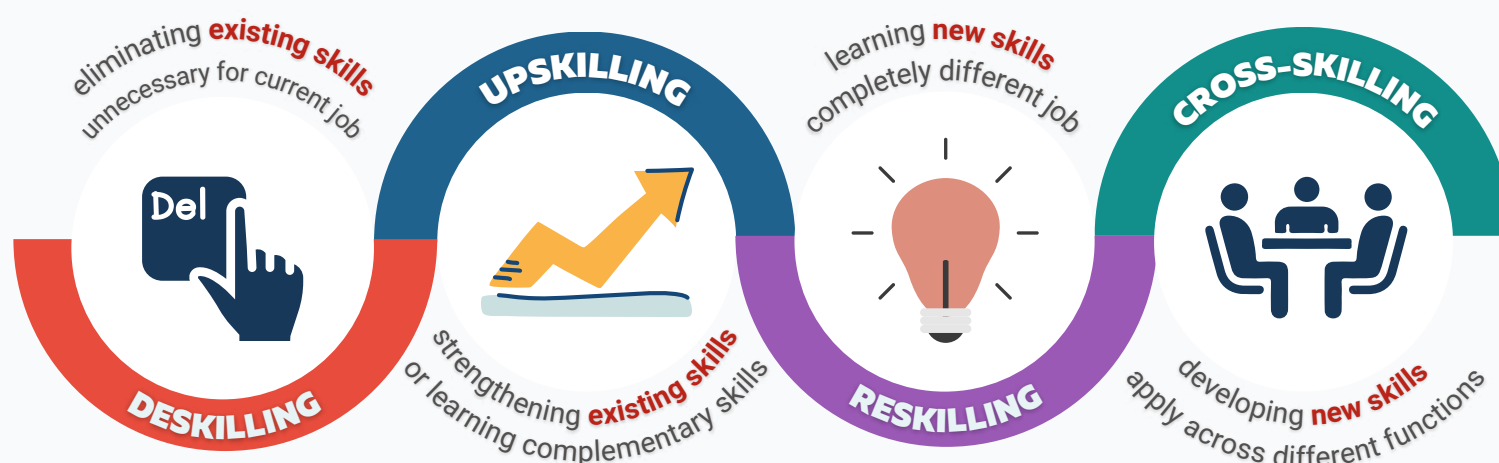 eliminating existing skills
unnecessary for current job
Del
DESKILLING
UPSKILLING
strengthening existing skills
or learning complementary skills
learning new skills
completely different job
RESKILLING
CROSS-SKILLING
developing new skills
apply across different functions